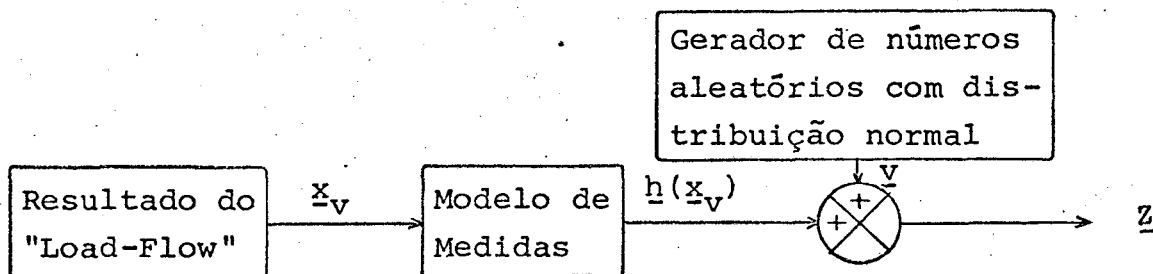 Gerador de números
aleatórios com dis-
tribuição normal
v
Resultado do
"Load-Flow"
x_v
Modelo de
Medidas
h(x_v)
+
+
z